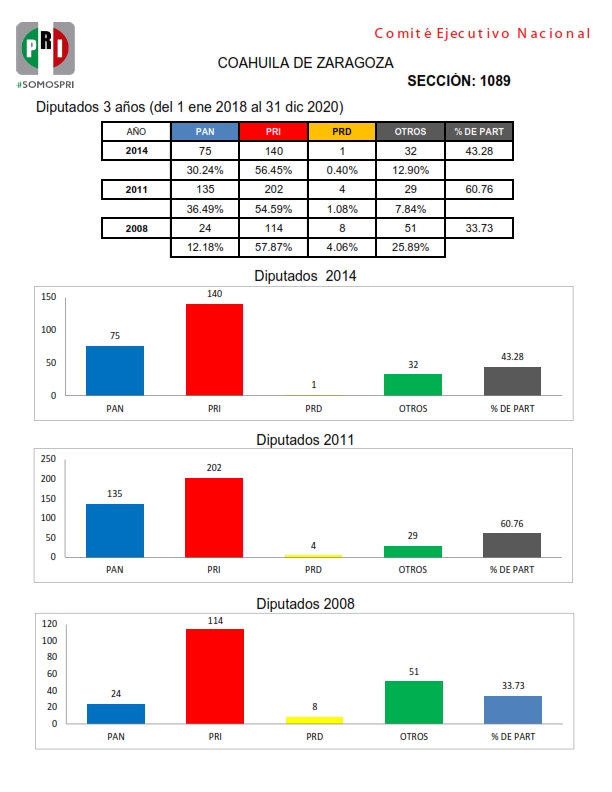 Comité Ejecutivo Nacional
PRI
#SOMOSPRI
COAHUILA DE ZARAGOZA
SECCIÓN: 1089
Diputados 3 años (del 1 ene 2018 al 31 dic 2020)
AÑO PAN PRI PRD OTROS % DE PART
2014 75 140 1 32 43.28
30.24% 56.45% 0.40% 12.90%
2011 135 202 4 29 60.76
36.49% 54.59% 1.08% 7.84%
2008 24 114 8 51 33.73
12.18% 57.87% 4.06% 25.89%
Diputados 2014
150
100
50
0
75 140 1 32 43.28
PAN PRI PRD OTROS % DE PART
Diputados 2011
250
200
150
100
50
0
135 202 4 29 60.76
PAN PRI PRD OTROS % DE PART
Diputados 2008
120
100
80
60
40
20
0
24 114 8 51 33.73
PAN PRI PRD OTROS % DE PART